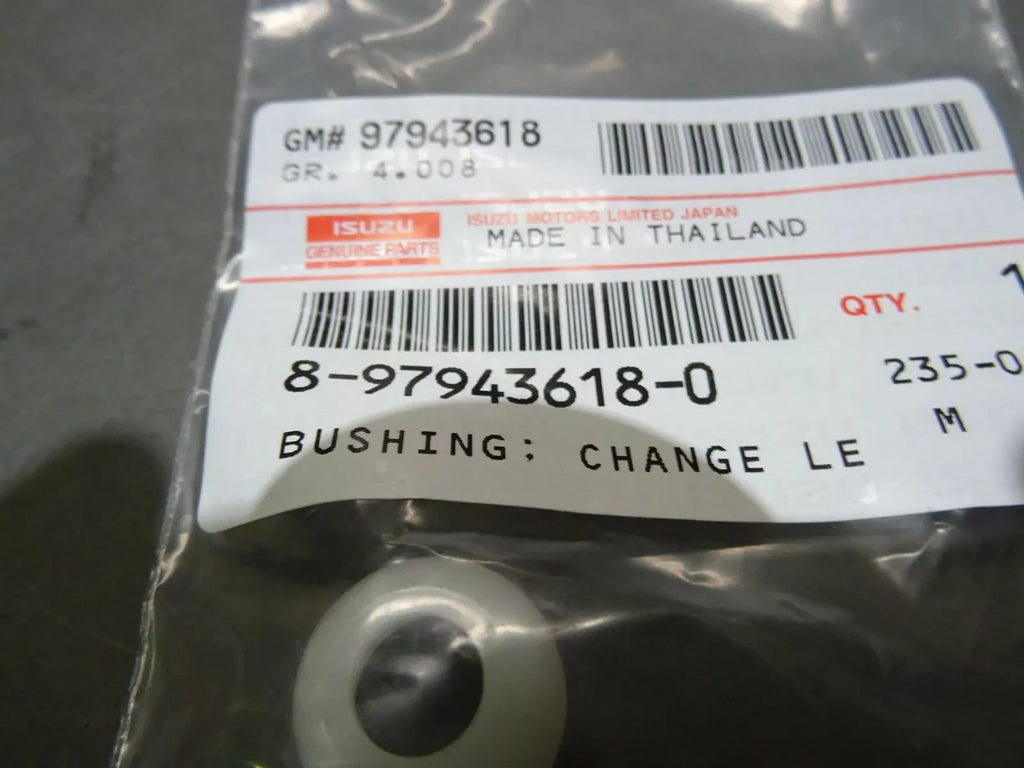 GM# 97943618
GR. 4.008
ISUZU
GENUINE PARTS
ISUZU MOTORS LIMITED JAPAN
MADE IN THAILAND
QTY. 1
8-97943618-0
235-0
BUSHING; CHANGE LE
M